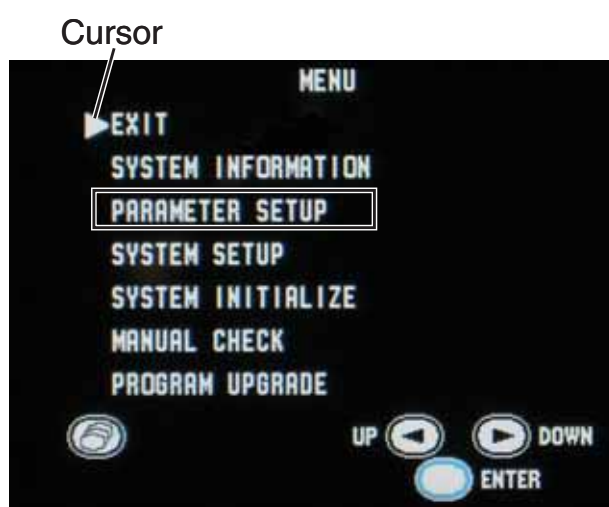 Cursor
MENU
EXIT
SYSTEM INFORMATION
PARAMETER SETUP
SYSTEM SETUP
SYSTEM INITIALIZE
MANUAL CHECK
PROGRAM UPGRADE
UP DOWN
ENTER